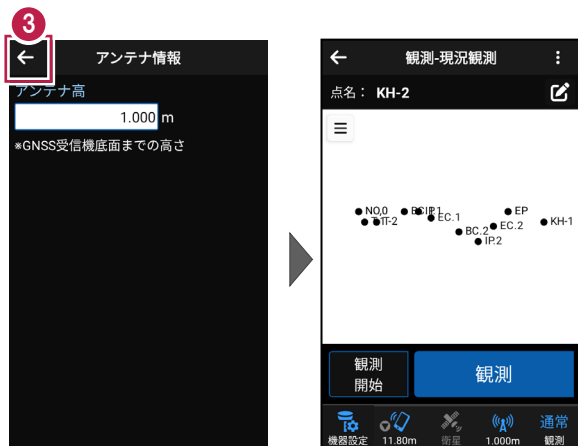 3
アンテナ情報
アンテナ高
1.000 m
*GNSS受信機底面までの高さ
観測-現況観測
点名： KH-2
NO,0
BC.1
EC.1
EP
KH-1
T-2
BC.2
EC.2
IP.2
観測
開始
観測
機器設定
11.80m
衛星
1.000m
通常
観測